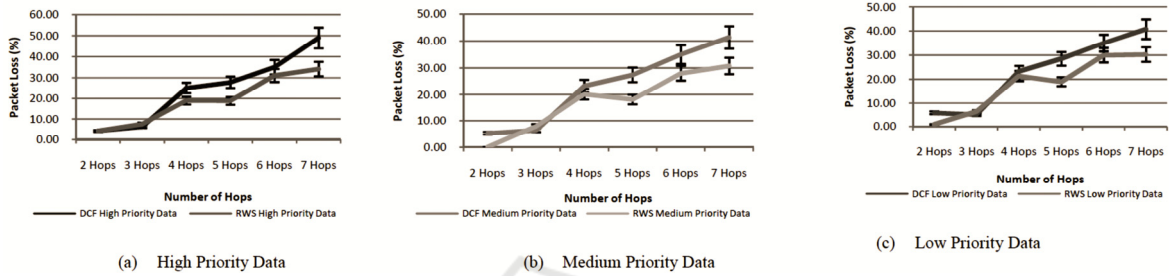 60.00
50.00
40.00
30.00
20.00
10.00
0.00
Packet Loss (%)
2 Hops 3 Hops 4 Hops 5 Hops 6 Hops 7 Hops
Number of Hops
DCF High Priority Data RWS High Priority Data
(a) High Priority Data
50.00
40.00
30.00
20.00
10.00
0.00
Packet Loss (%)
2 Hops 3 Hops 4 Hops 5 Hops 6 Hops 7 Hops
Number of Hops
DCF Medium Priority Data RWS Medium Priority Data
(b) Medium Priority Data
50.00
40.00
30.00
20.00
10.00
0.00
Packet Loss (%)
2 Hops 3 Hops 4 Hops 5 Hops 6 Hops 7 Hops
Number of Hops
DCF Low Priority Data RWS Low Priority Data
(c) Low Priority Data